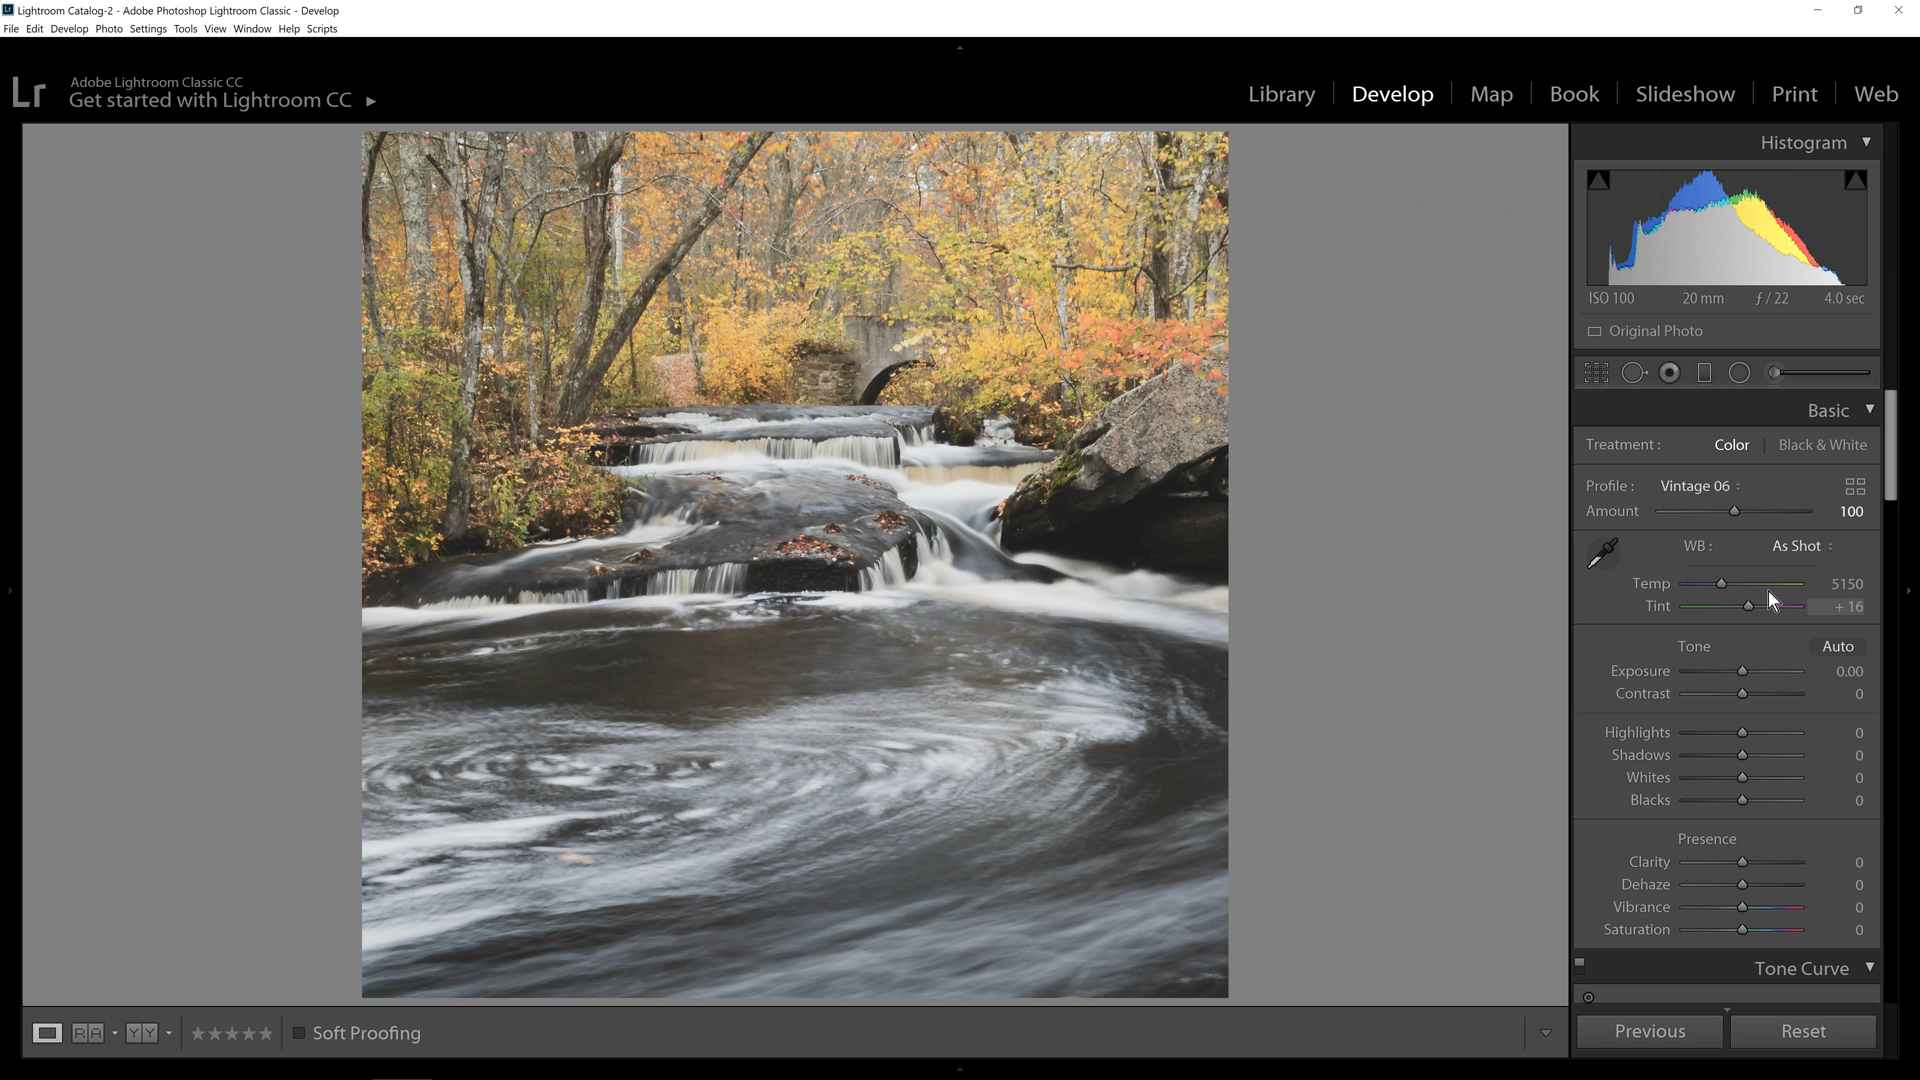 Lightroom Catalog-2 - Adobe Photoshop Lightroom Classic - Develop
File Edit Develop Photo Settings Tools View Window Help Scripts
Lr
Adobe Lightroom Classic CC
Get started with Lightroom CC
Library Develop Map Book Slideshow Print Web
Histogram
ISO 100 20 mm ƒ / 22 4.0 sec
Original Photo
Basic
Treatment : Color Black & White
Profile : Vintage 06
Amount 100
WB : As Shot
Temp 5150
Tint + 16
Tone Auto
Exposure 0.00
Contrast 0
Highlights 0
Shadows 0
Whites 0
Blacks 0
Presence
Clarity 0
Dehaze 0
Vibrance 0
Saturation 0
Tone Curve
R A Y Y Soft Proofing
Previous Reset